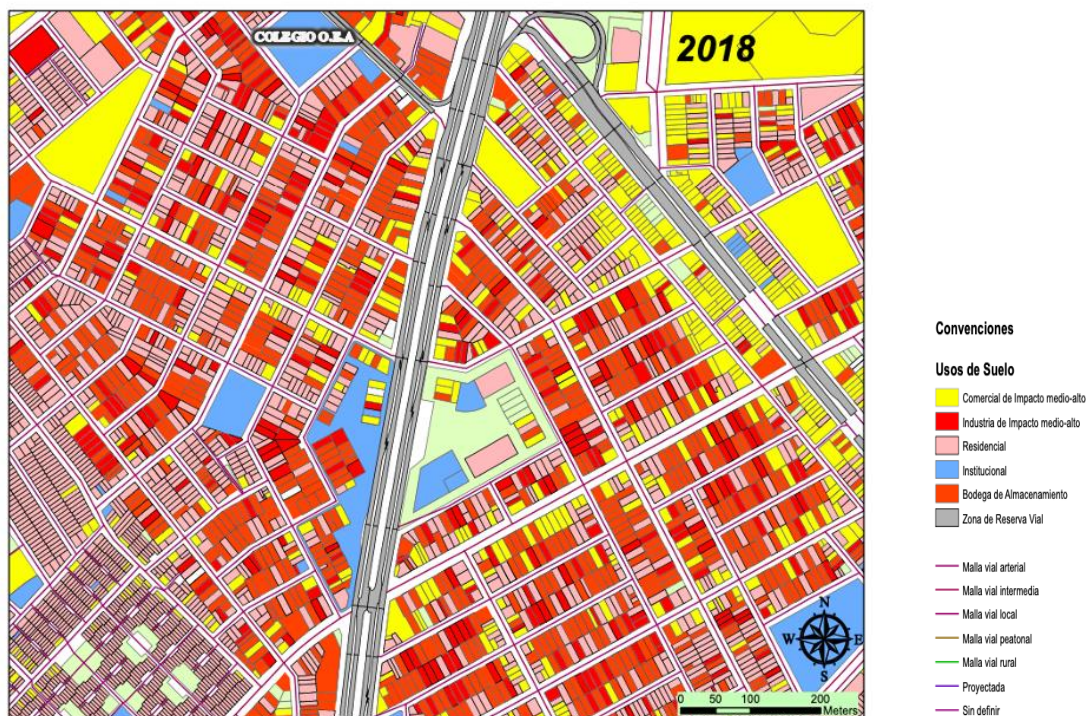 COLEGIO O.E.A
2018
Convenciones
Usos de Suelo
Comercial de Impacto medio-alto
Industria de Impacto medio-alto
Residencial
Institucional
Bodega de Almacenamiento
Zona de Reserva Vial
Malla vial arterial
Malla vial intermedia
Malla vial local
Malla vial peatonal
Malla vial rural
Proyectada
Sin definir
N
W E
S
0 50 100 200
Meters